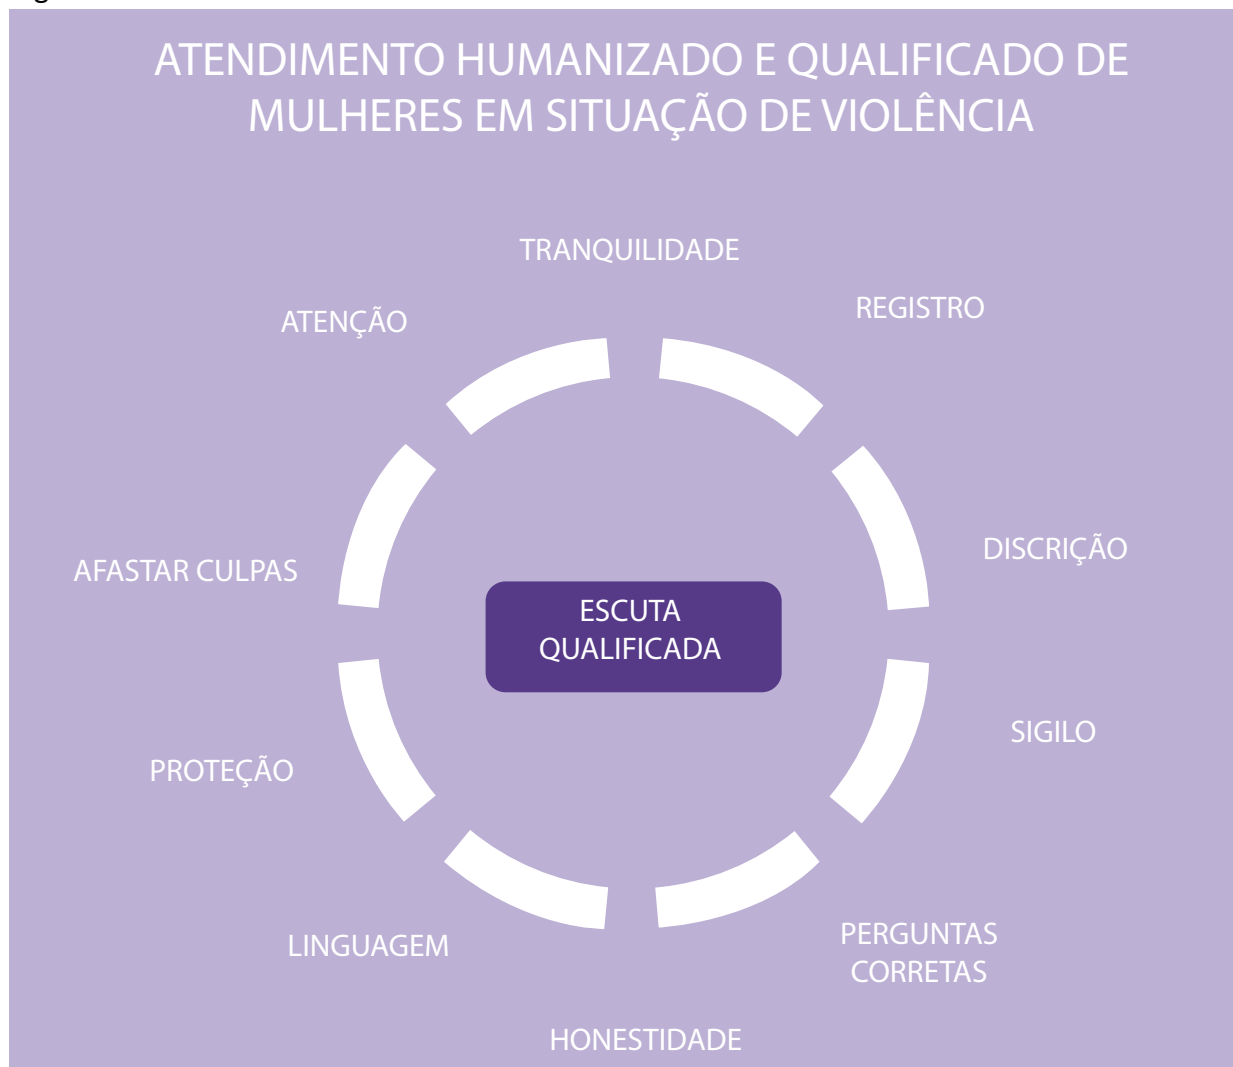 ATENDIMENTO HUMANIZADO E QUALIFICADO DE
MULHERES EM SITUAÇÃO DE VIOLÊNCIA
TRANQUILIDADE
REGISTRO
ATENÇÃO
DISCRIÇÃO
AFASTAR CULPAS
ESCUTA
QUALIFICADA
SIGILO
PROTEÇÃO
PERGUNTAS
CORRETAS
LINGUAGEM
HONESTIDADE